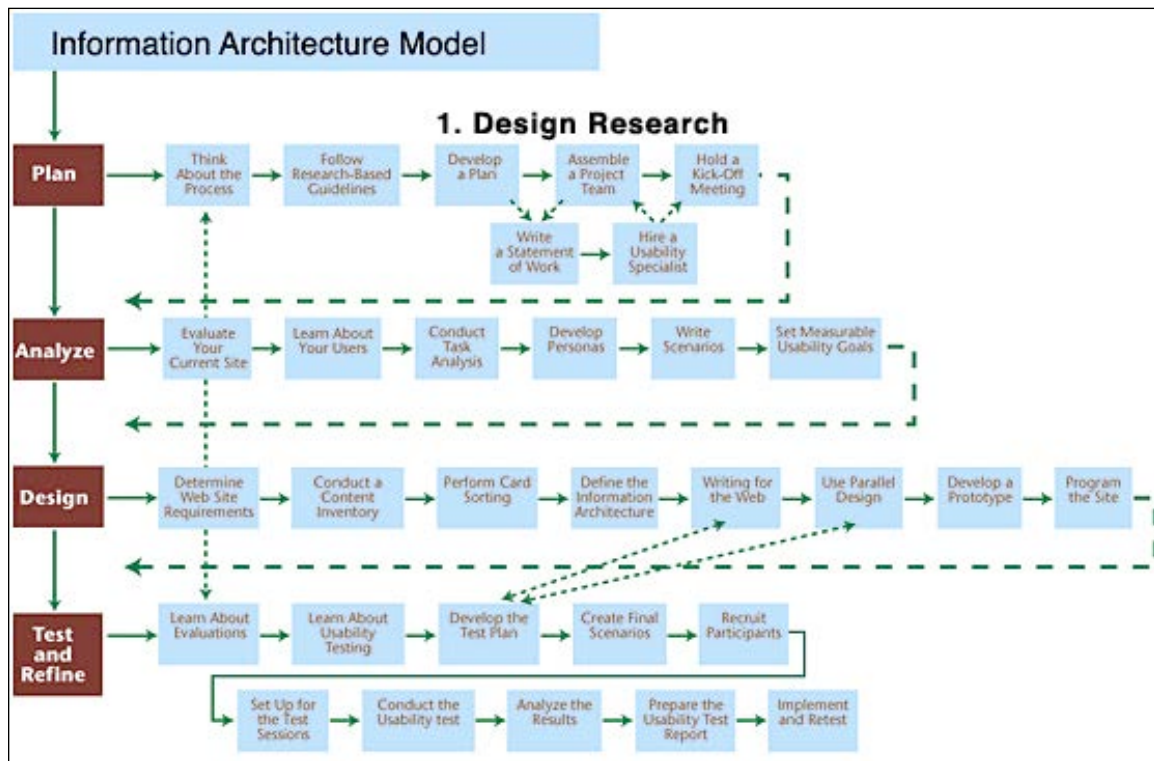 Information Architecture Model
1. Design Research
Plan
Think
About the
Process
Follow
Research-Based
Guidelines
Develop
a Plan
Assemble
a Project
Team
Hold a
Kick-Off
Meeting
Write
a Statement
of Work
Hire a
Usability
Specialist
Analyze
Evaluate
Your
Current Site
Learn About
Your Users
Conduct
Task
Analysis
Develop
Personas
Write
Scenarios
Set Measurable
Usability Goals
Design
Determine
Web Site
Requirements
Conduct a
Content
Inventory
Perform Card
Sorting
Define the
Information
Architecture
Writing for
the Web
Use Parallel
Design
Develop a
Prototype
Program
the Site
Test
and
Refine
Learn About
Evaluations
Learn About
Usability
Testing
Develop the
Test Plan
Create Final
Scenarios
Recruit
Participants
Set Up for
the Test
Sessions
Conduct the
Usability test
Analyze the
Results
Prepare the
Usability Test
Report
Implement
and Retest